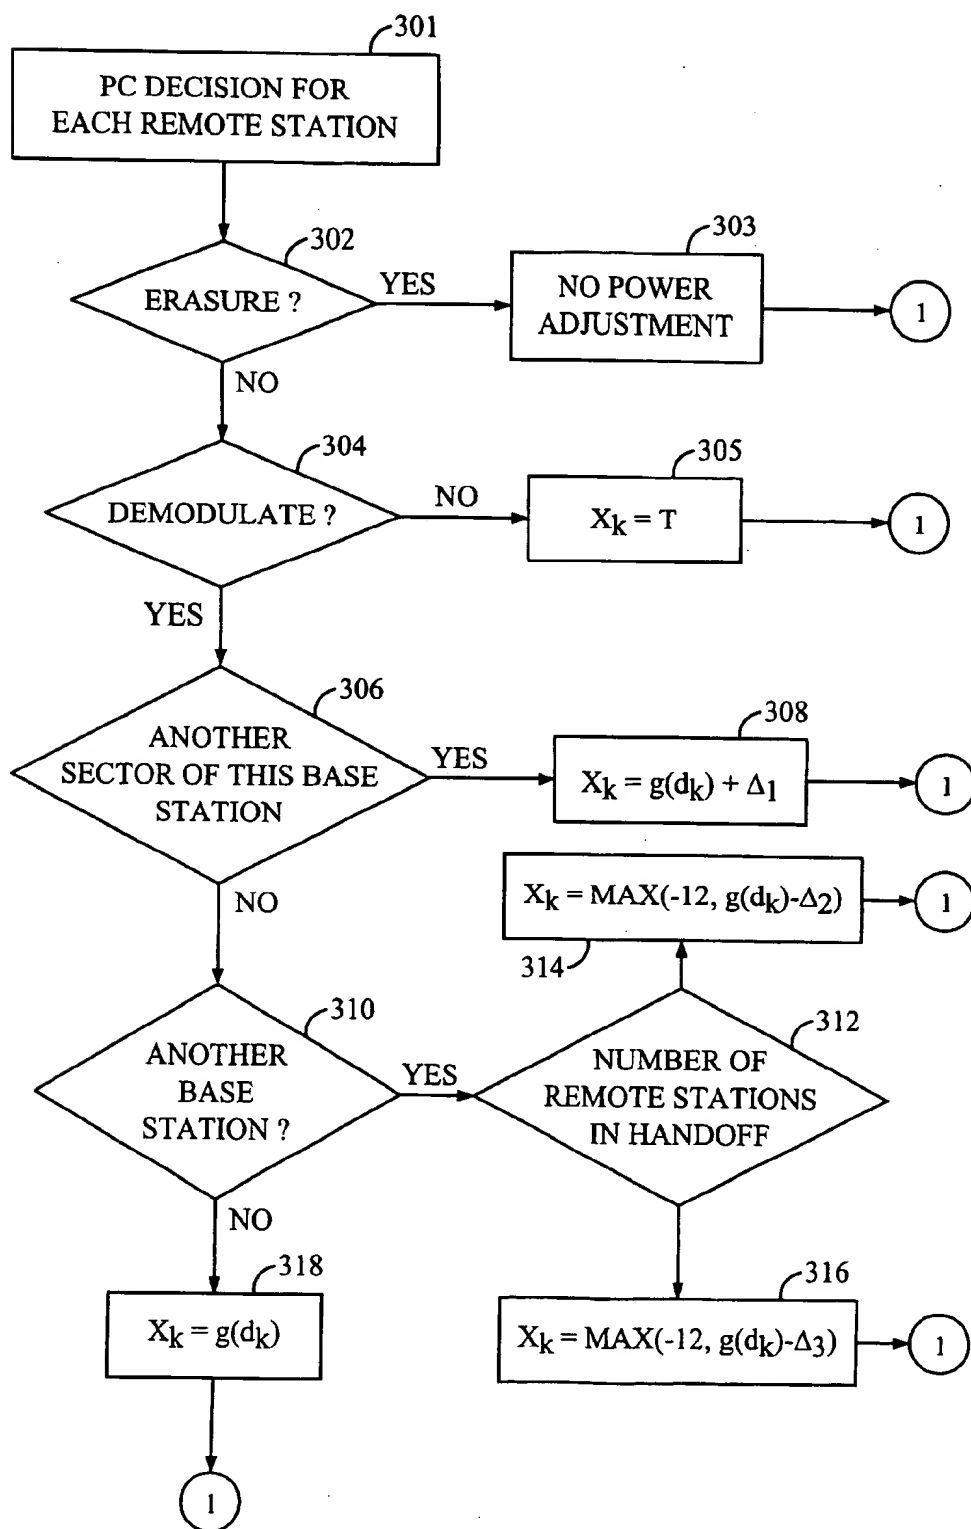 301
PC DECISION FOR
EACH REMOTE STATION
302
ERASURE ?
YES
303
NO POWER
ADJUSTMENT
1
NO
304
DEMODULATE ?
NO
305
Xk = T
1
YES
306
ANOTHER
SECTOR OF THIS BASE
STATION
YES
308
Xk = g(dk) + Δ1
1
NO
Xk = MAX(-12, g(dk)-Δ2)
1
314
310
ANOTHER
BASE
STATION ?
YES
312
NUMBER OF
REMOTE STATIONS
IN HANDOFF
NO
318
Xk = g(dk)
316
Xk = MAX(-12, g(dk)-Δ3)
1
1